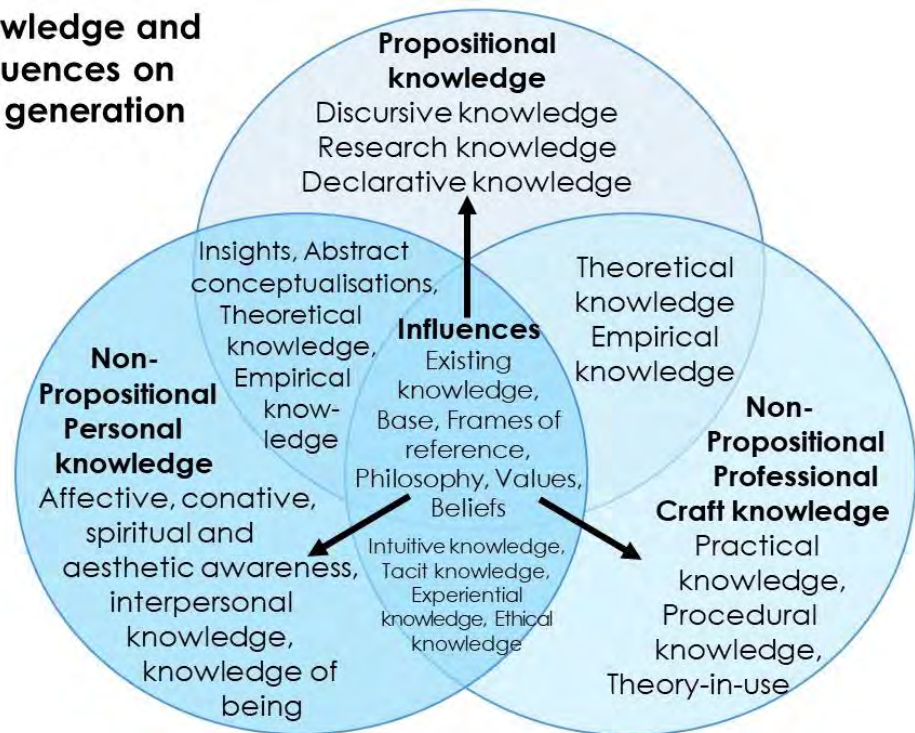 wledge and
uences on
generation
Propositional
knowledge
Discursive knowledge
Research knowledge
Declarative knowledge
Insights, Abstract
conceptualisations,
Theoretical
knowledge,
Empirical
know-
ledge
Theoretical
knowledge
Empirical
knowledge
Influences
Existing
knowledge,
Base, Frames of
reference,
Philosophy, Values,
Beliefs
Non-
Propositional
Personal
knowledge
Affective, conative,
spiritual and
aesthetic awareness,
interpersonal
knowledge,
knowledge of
being
Intuitive knowledge,
Tacit knowledge,
Experiential
knowledge, Ethical
knowledge
Non-
Propositional
Professional
Craft knowledge
Practical
knowledge,
Procedural
knowledge,
Theory-in-use